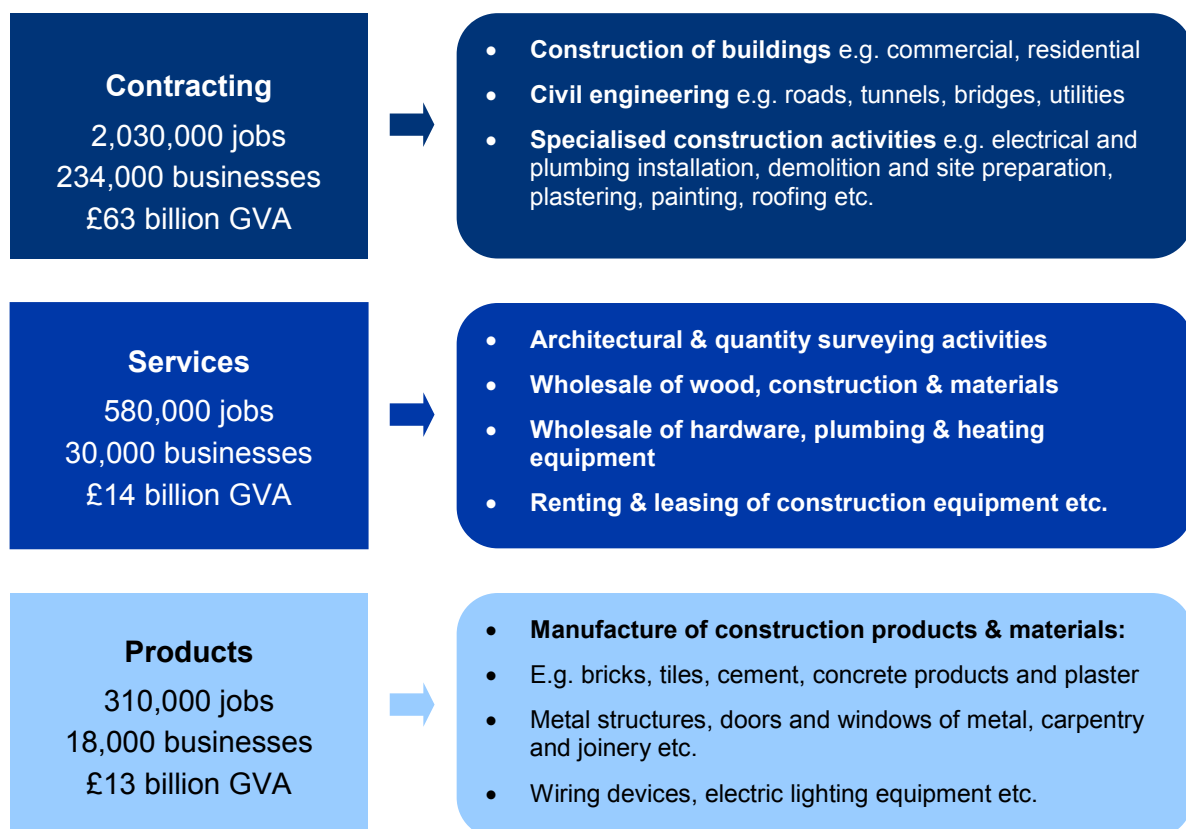 Contracting
2,030,000 jobs
234,000 businesses
£63 billion GVA
• Construction of buildings e.g. commercial, residential
• Civil engineering e.g. roads, tunnels, bridges, utilities
• Specialised construction activities e.g. electrical and
plumbing installation, demolition and site preparation,
plastering, painting, roofing etc.
Services
580,000 jobs
30,000 businesses
£14 billion GVA
• Architectural & quantity surveying activities
• Wholesale of wood, construction & materials
• Wholesale of hardware, plumbing & heating
equipment
• Renting & leasing of construction equipment etc.
Products
310,000 jobs
18,000 businesses
£13 billion GVA
• Manufacture of construction products & materials:
• E.g. bricks, tiles, cement, concrete products and plaster
• Metal structures, doors and windows of metal, carpentry
and joinery etc.
• Wiring devices, electric lighting equipment etc.